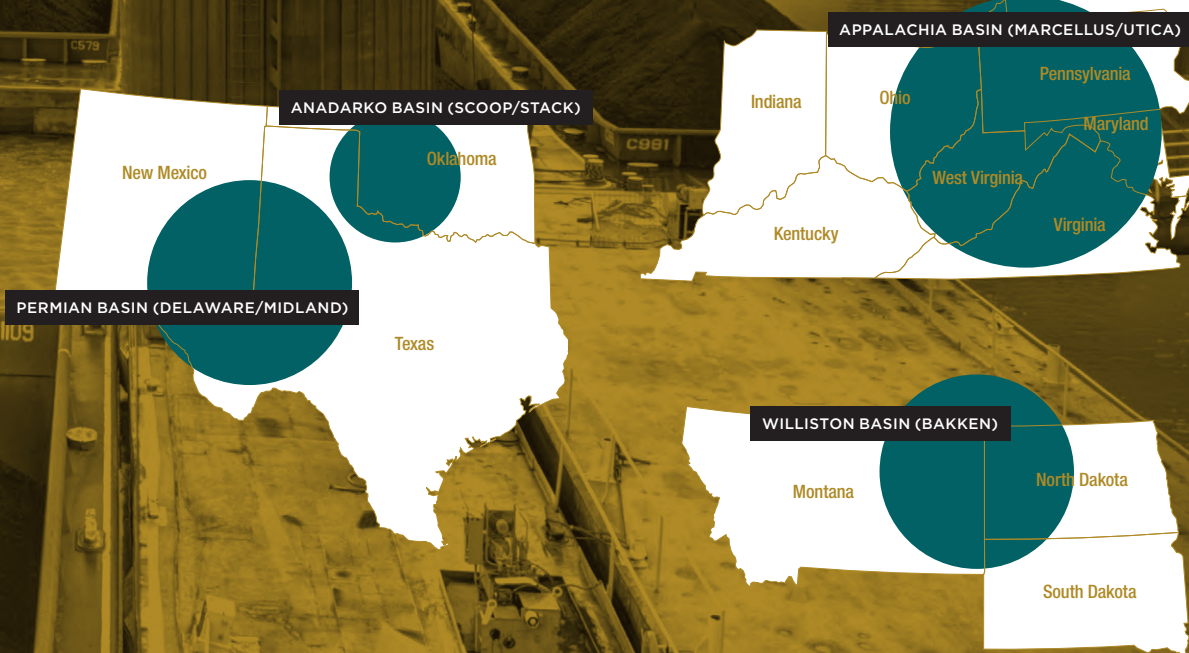 C579
APPALACHIA BASIN (MARCELLUS/UTICA)
Pennsylvania
Indiana
Ohio
ANADARKO BASIN (SCOOP/STACK)
Maryland
C981
Oklahoma
New Mexico
West Virginia
Virginia
Kentucky
PERMIAN BASIN (DELAWARE/MIDLAND)
Texas
WILLISTON BASIN (BAKKEN)
North Dakota
Montana
South Dakota